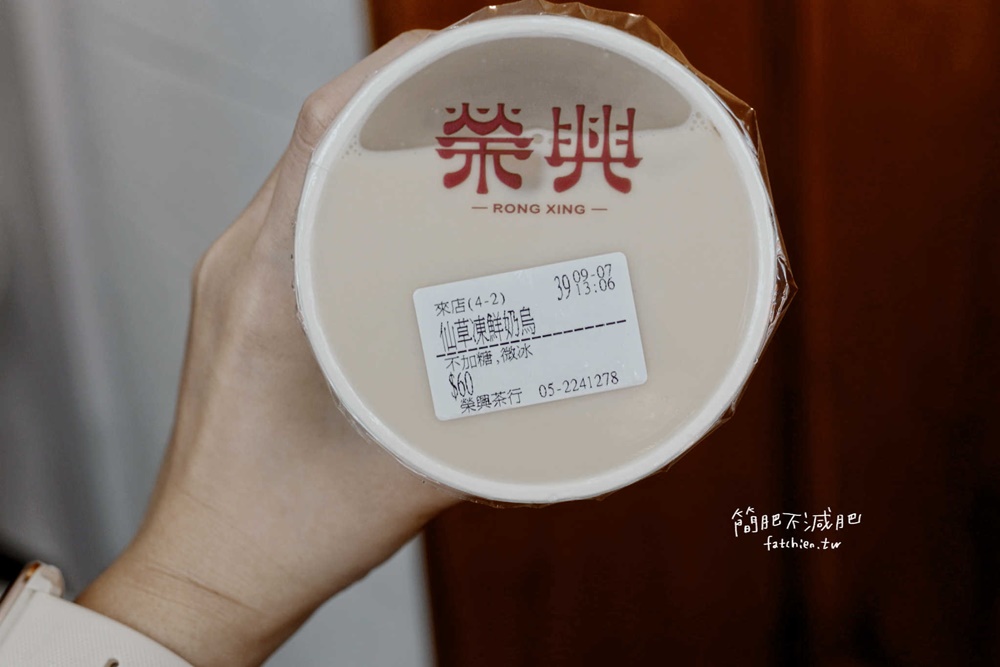 榮興
— RONG XING —
來店(4-2)
39 09-07
13:06
仙草凍鮮奶烏
不加糖,微冰
$60
榮興茶行 05-2241278
簡肥不減肥
fatchien.tw